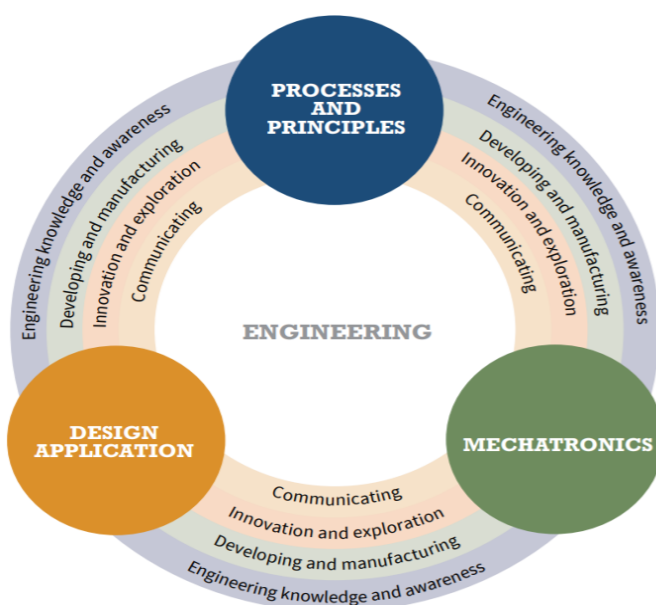 PROCESSES
AND
PRINCIPLES
Engineering knowledge and awareness
Developing and manufacturing
Innovation and exploration
Communicating
Engineering knowledge and awareness
Developing and manufacturing
Innovation and exploration
Communicating
ENGINEERING
DESIGN
APPLICATION
MECHATRONICS
Communicating
Innovation and exploration
Developing and manufacturing
Engineering knowledge and awareness